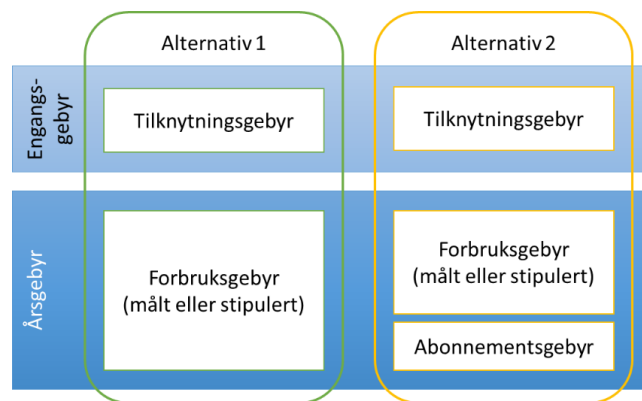 Alternativ 1
Alternativ 2
Engangs-
gebyr
Tilknytningsgebyr
Tilknytningsgebyr
Årsgebyr
Forbruksgebyr
(målt eller stipulert)
Forbruksgebyr
(målt eller stipulert)
Abonnementsgebyr